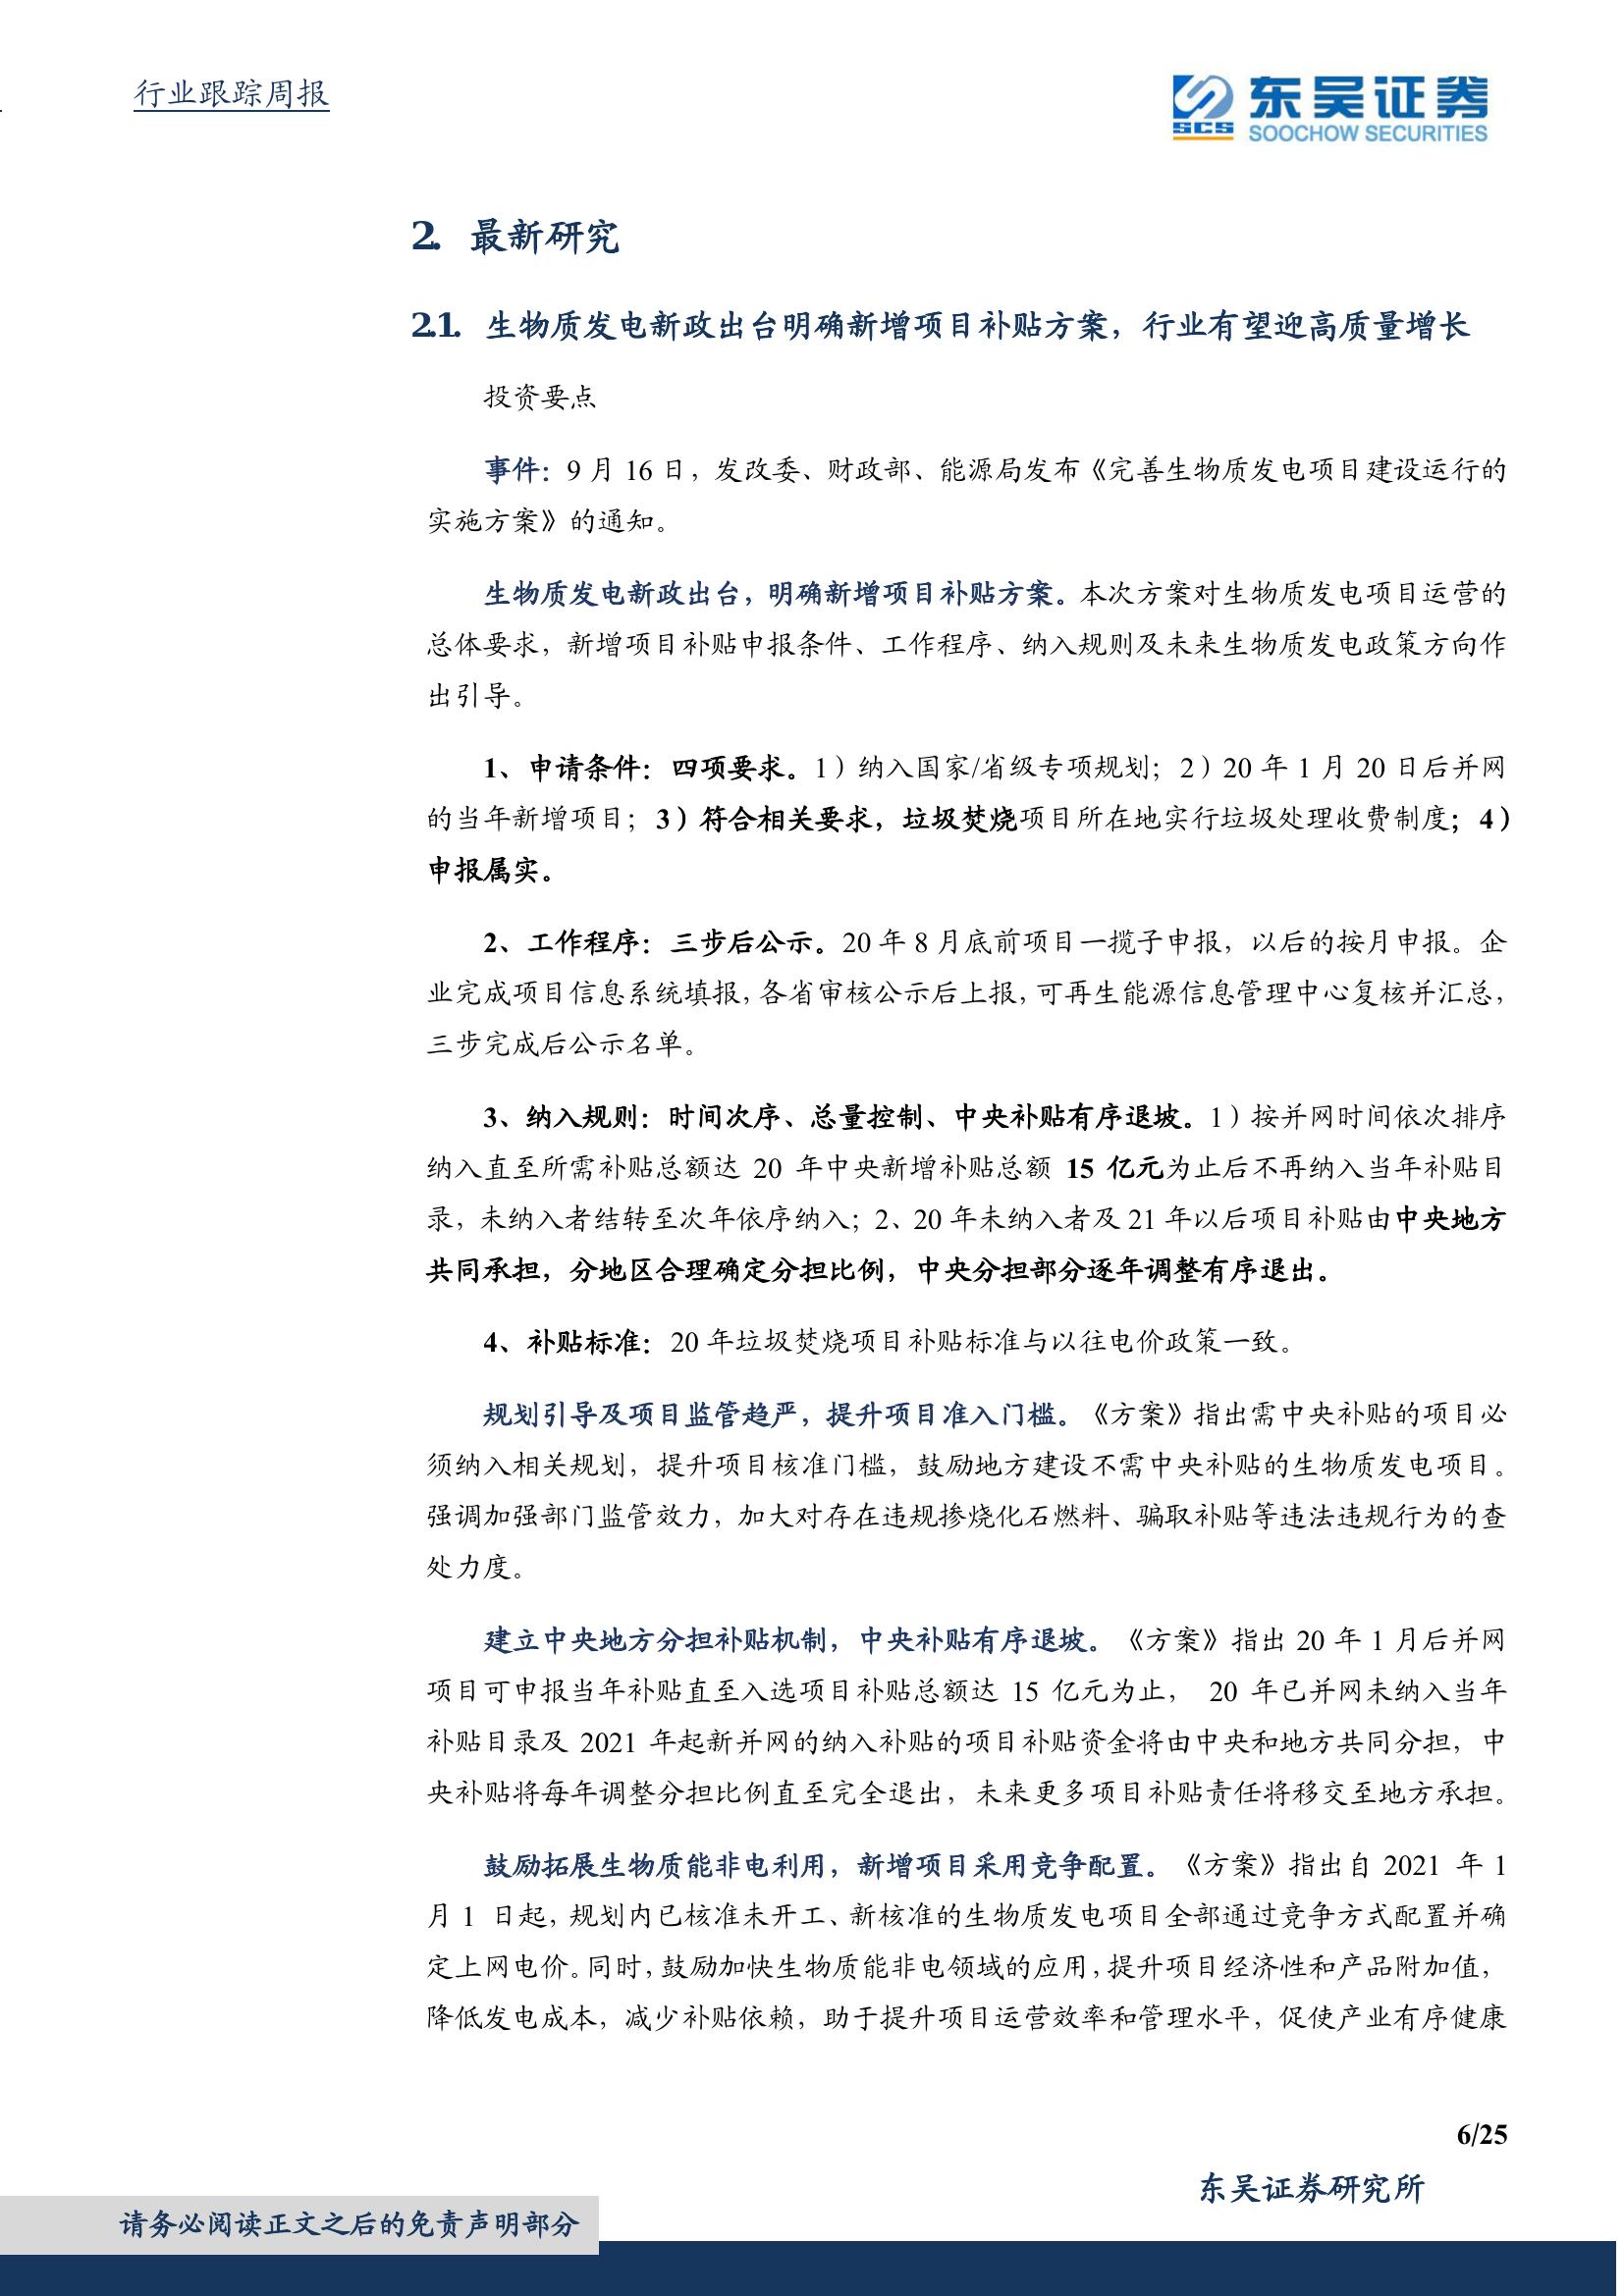 行业跟踪周报
SCS
东吴证券
SOOCHOW SECURITIES
2. 最新研究
2.1. 生物质发电新政出台明确新增项目补贴方案，行业有望迎高质量增长
投资要点
事件：9 月 16 日，发改委、财政部、能源局发布《完善生物质发电项目建设运行的
实施方案》的通知。
生物质发电新政出台，明确新增项目补贴方案。本次方案对生物质发电项目运营的
总体要求，新增项目补贴申报条件、工作程序、纳入规则及未来生物质发电政策方向作
出引导。
1、申请条件：四项要求。1）纳入国家/省级专项规划；2）20 年 1 月 20 日后并网
的当年新增项目；3）符合相关要求，垃圾焚烧项目所在地实行垃圾处理收费制度；4）
申报属实。
2、工作程序：三步后公示。20 年 8 月底前项目一揽子申报，以后的按月申报。企
业完成项目信息系统填报，各省审核公示后上报，可再生能源信息管理中心复核并汇总，
三步完成后公示名单。
3、纳入规则：时间次序、总量控制、中央补贴有序退坡。1）按并网时间依次排序
纳入直至所需补贴总额达 20 年中央新增补贴总额 15 亿元为止后不再纳入当年补贴目
录，未纳入者结转至次年依序纳入；2、20 年未纳入者及 21 年以后项目补贴由中央地方
共同承担，分地区合理确定分担比例，中央分担部分逐年调整有序退出。
4、补贴标准：20 年垃圾焚烧项目补贴标准与以往电价政策一致。
规划引导及项目监管趋严，提升项目准入门槛。《方案》指出需中央补贴的项目必
须纳入相关规划，提升项目核准门槛，鼓励地方建设不需中央补贴的生物质发电项目。
强调加强部门监管效力，加大对存在违规掺烧化石燃料、骗取补贴等违法违规行为的查
处力度。
建立中央地方分担补贴机制，中央补贴有序退坡。《方案》指出 20 年 1 月后并网
项目可申报当年补贴直至入选项目补贴总额达 15 亿元为止， 20 年已并网未纳入当年
补贴目录及 2021 年起新并网的纳入补贴的项目补贴资金将由中央和地方共同分担，中
央补贴将每年调整分担比例直至完全退出，未来更多项目补贴责任将移交至地方承担。
鼓励拓展生物质能非电利用，新增项目采用竞争配置。《方案》指出自 2021 年 1
月 1 日起，规划内已核准未开工、新核准的生物质发电项目全部通过竞争方式配置并确
定上网电价。同时，鼓励加快生物质能非电领域的应用，提升项目经济性和产品附加值，
降低发电成本，减少补贴依赖，助于提升项目运营效率和管理水平，促使产业有序健康
6/25
东吴证券研究所
请务必阅读正文之后的免责声明部分